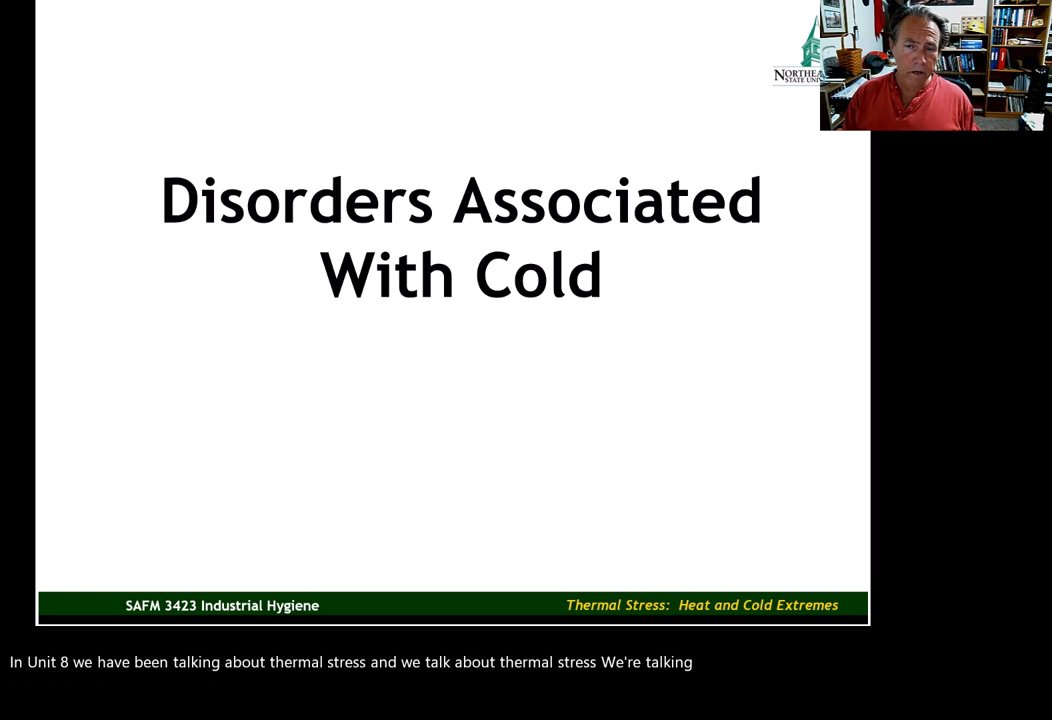 Disorders Associated
With Cold
SAFM 3423 Industrial Hygiene
Thermal Stress: Heat and Cold Extremes
In Unit 8 we have been talking about thermal stress and we talk about thermal stress We're talking